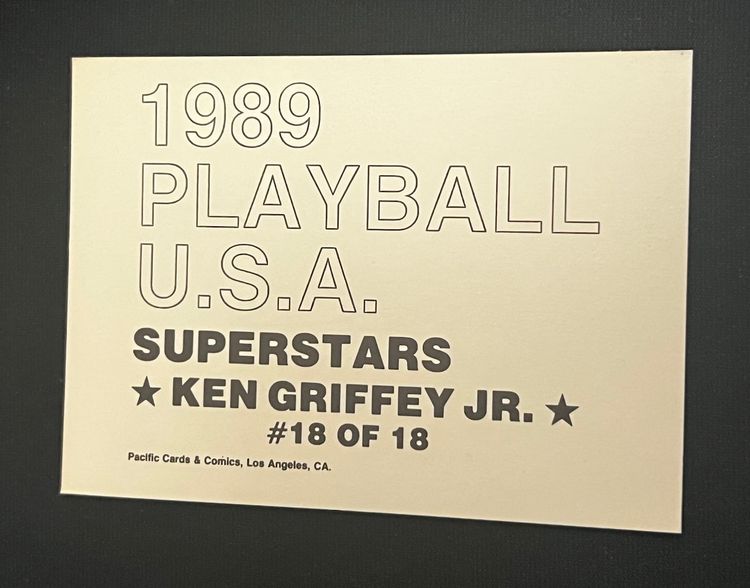 1989
PLAYBALL
U.S.A.
SUPERSTARS
★ KEN GRIFFEY JR. ★
#18 OF 18
Pacific Cards & Comics, Los Angeles, CA.